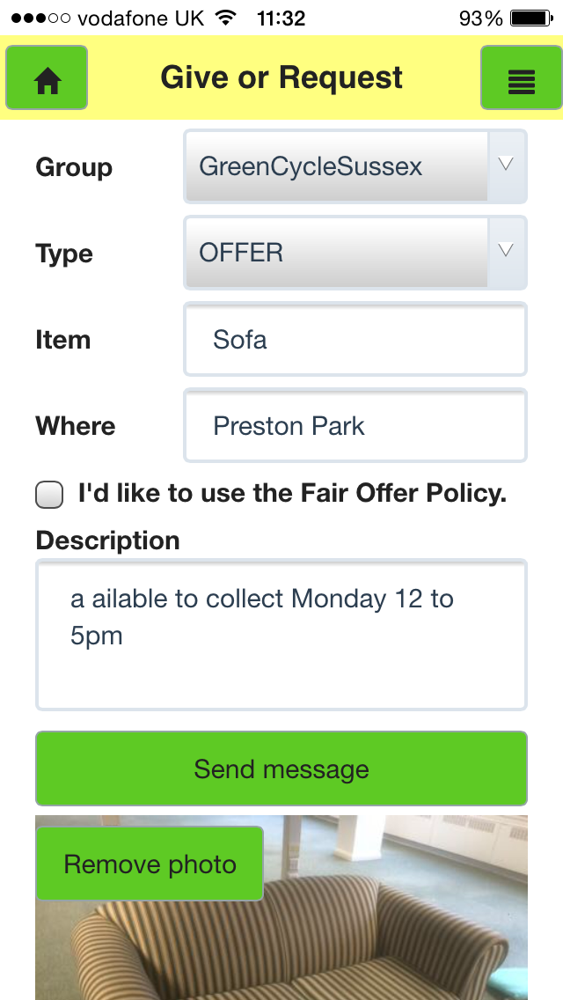 vodafone UK 11:32 93%
Give or Request
Group GreenCycleSussex
Type OFFER
Item Sofa
Where Preston Park
I'd like to use the Fair Offer Policy.
Description
a ailable to collect Monday 12 to
5pm
Send message
Remove photo